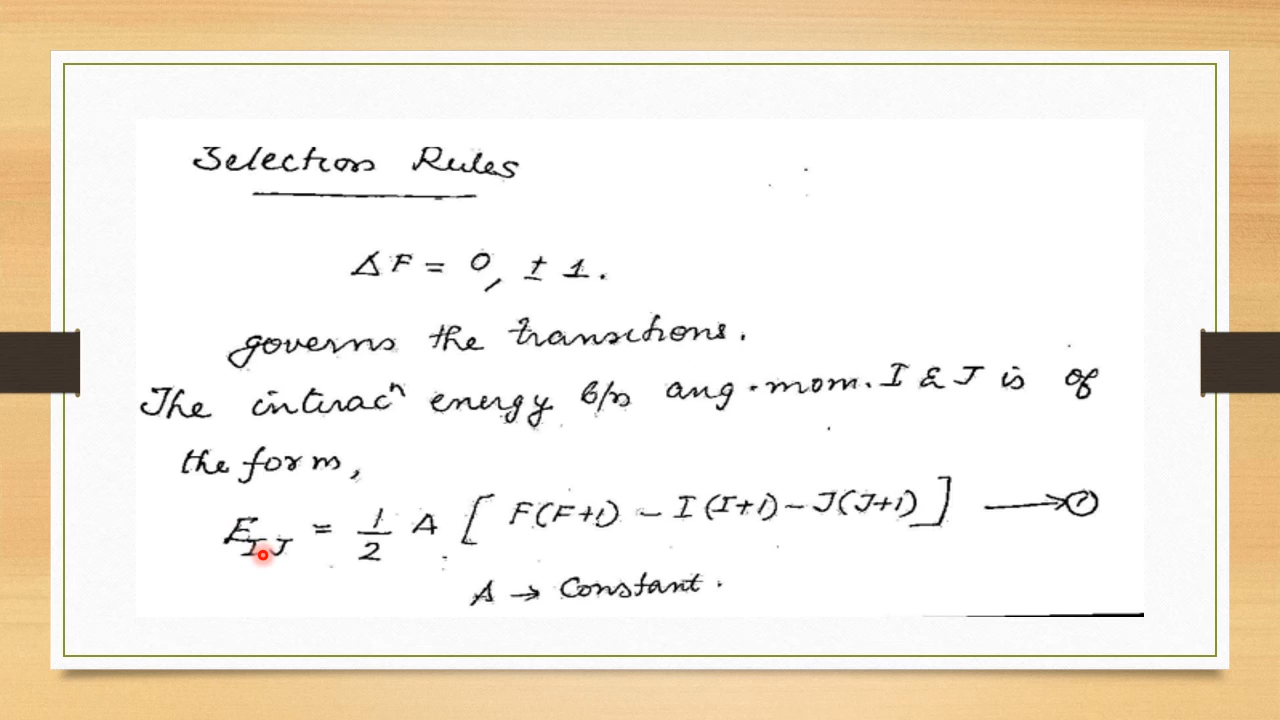 Selection Rules
ΔF = 0, ± 1.
governs the transitions.
The interacⁿ energy b/n ang. mom. I & J is of
the form,
E_IJ = 1/2 A [ F(F+1) - I(I+1) - J(J+1) ] → ①
A → Constant.